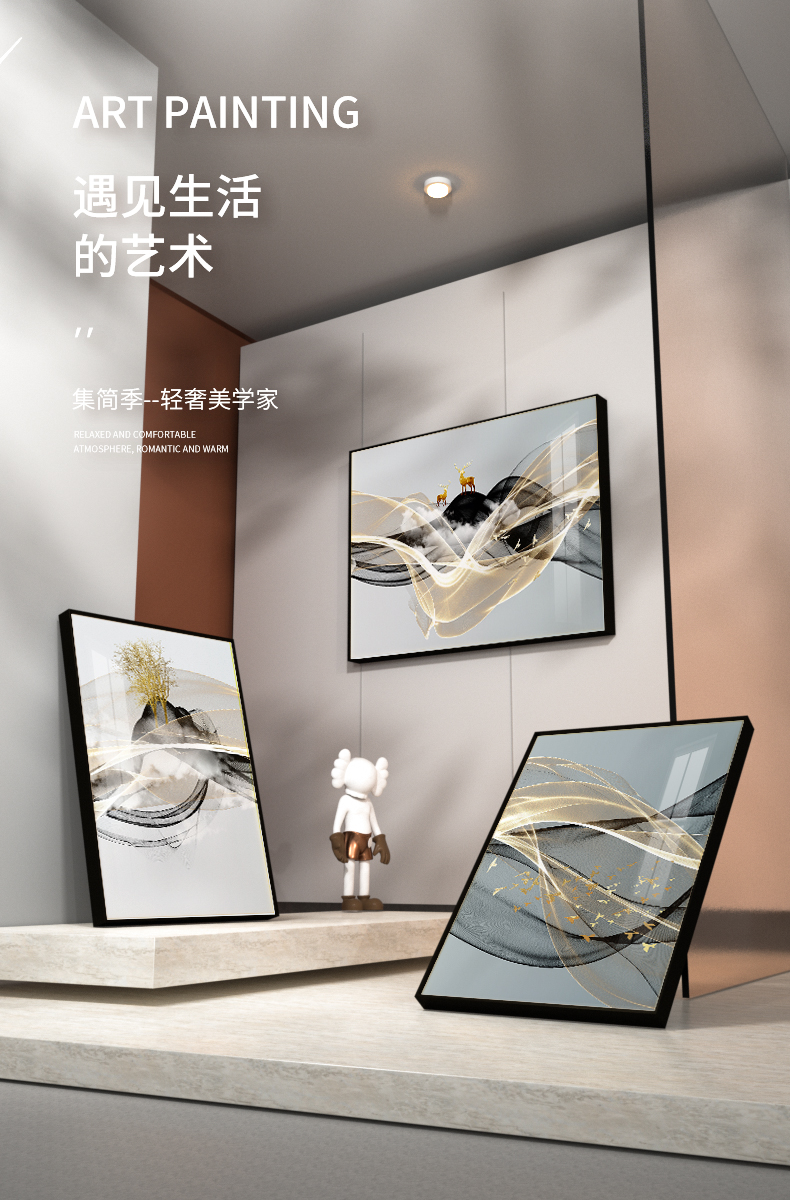 ART PAINTING
遇见生活
的艺术
〃
集简季--轻奢美学家
RELAXED AND COMFORTABLE
ATMOSPHERE, ROMANTIC AND WARM